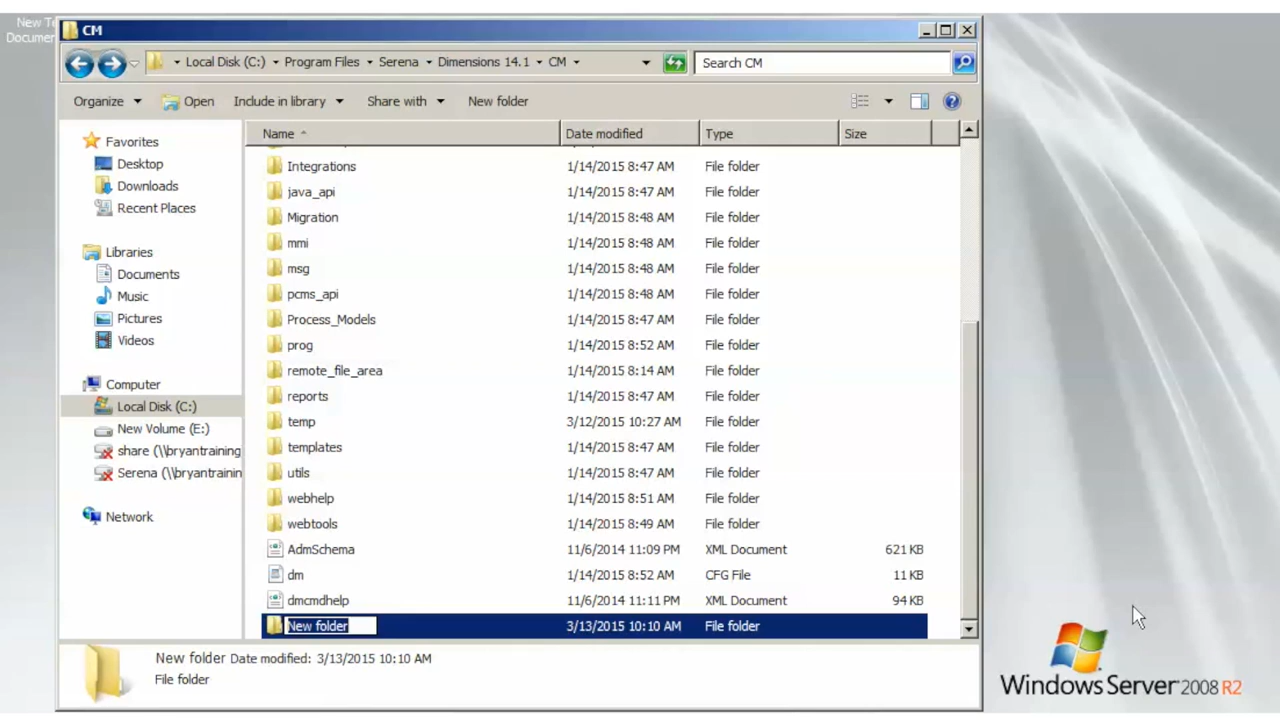 New Te
Documen
CM
Local Disk (C:) Program Files Serena Dimensions 14.1 CM
Search CM
Organize Open Include in library Share with New folder
Name Date modified Type Size
Favorites
Desktop
Downloads
Recent Places
Libraries
Documents
Music
Pictures
Videos
Computer
Local Disk (C:)
New Volume (E:)
share (\\bryantraining
Serena (\\bryantrainin
Network
Integrations 1/14/2015 8:47 AM File folder
java_api 1/14/2015 8:47 AM File folder
Migration 1/14/2015 8:48 AM File folder
mmi 1/14/2015 8:48 AM File folder
msg 1/14/2015 8:48 AM File folder
pcms_api 1/14/2015 8:48 AM File folder
Process_Models 1/14/2015 8:47 AM File folder
prog 1/14/2015 8:52 AM File folder
remote_file_area 1/14/2015 8:14 AM File folder
reports 1/14/2015 8:47 AM File folder
temp 3/12/2015 10:27 AM File folder
templates 1/14/2015 8:47 AM File folder
utils 1/14/2015 8:47 AM File folder
webhelp 1/14/2015 8:51 AM File folder
webtools 1/14/2015 8:49 AM File folder
AdmSchema 11/6/2014 11:09 PM XML Document 621 KB
dm 1/14/2015 8:52 AM CFG File 11 KB
dmcmdhelp 11/6/2014 11:11 PM XML Document 94 KB
New folder 3/13/2015 10:10 AM File folder
New folder Date modified: 3/13/2015 10:10 AM
File folder
Windows Server 2008 R2